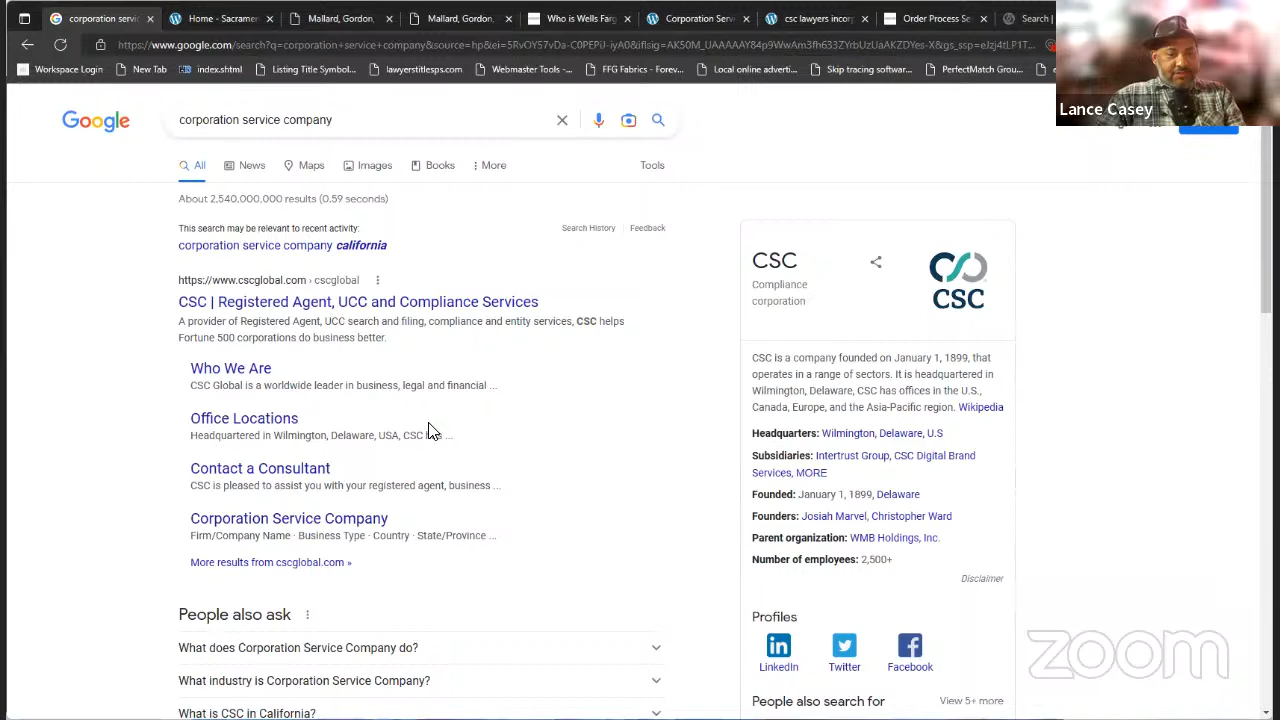 corporation servic
Home - Sacramer
Mallard, Gordon,
Mallard, Gordon,
Who is Wells Farg
Corporation Servi
csc lawyers incorp
Order Process Se
Search |
Workspace Login
New Tab
index.shtml
Listing Title Symbol...
lawyerstitleps.com
Webmaster Tools -...
FFG Fabrics - Forev...
Local online adverti...
Skip tracing softwar...
PerfectMatch Grou...
Lance Casey
Google
corporation service company
All
News
Maps
Images
Books
More
Tools
About 2,540,000,000 results (0.59 seconds)
This search may be relevant to recent activity:
Search History
Feedback
corporation service company california
https://www.cscglobal.com › cscglobal
CSC | Registered Agent, UCC and Compliance Services
A provider of Registered Agent, UCC search and filing, compliance and entity services, CSC helps
Fortune 500 corporations do business better.
Who We Are
CSC Global is a worldwide leader in business, legal and financial ...
Office Locations
Headquartered in Wilmington, Delaware, USA, CSC ...
Contact a Consultant
CSC is pleased to assist you with your registered agent, business ...
Corporation Service Company
Firm/Company Name · Business Type · Country · State/Province ...
More results from cscglobal.com »
People also ask
What does Corporation Service Company do?
What industry is Corporation Service Company?
What is CSC in California?
CSC
Compliance
corporation
CSC
CSC is a company founded on January 1, 1899, that
operates in a range of sectors. It is headquartered in
Wilmington, Delaware, CSC has offices in the U.S.,
Canada, Europe, and the Asia-Pacific region. Wikipedia
Headquarters: Wilmington, Delaware, U.S
Subsidiaries: Intertrust Group, CSC Digital Brand
Services, MORE
Founded: January 1, 1899, Delaware
Founders: Josiah Marvel, Christopher Ward
Parent organization: WMB Holdings, Inc.
Number of employees: 2,500+
Disclaimer
Profiles
LinkedIn
Twitter
Facebook
People also search for
View 5+ more
zoom